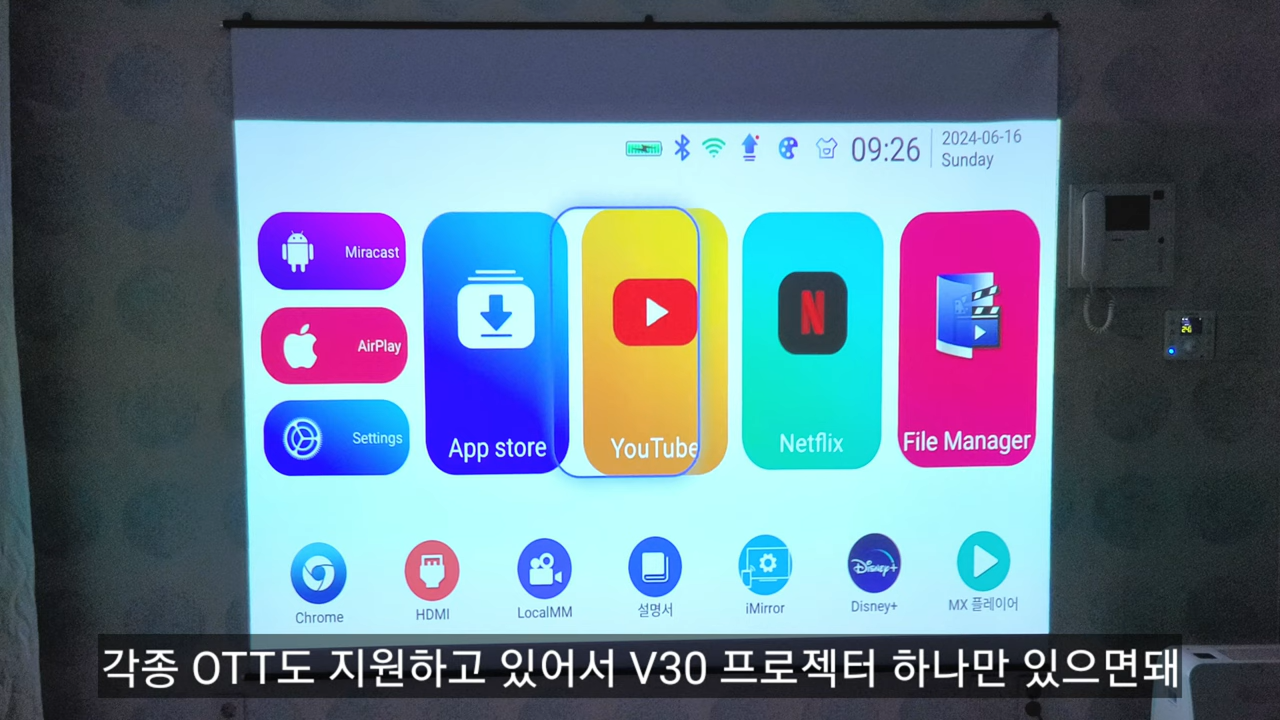 09:26
2024-06-16
Sunday
Miracast
AirPlay
Settings
App store
YouTube
N
Netflix
File Manager
Chrome
HDMI
LocalMM
설명서
iMirror
Disney+
Disney+
MX 플레이어
각종 OTT도 지원하고 있어서 V30 프로젝터 하나만 있으면돼